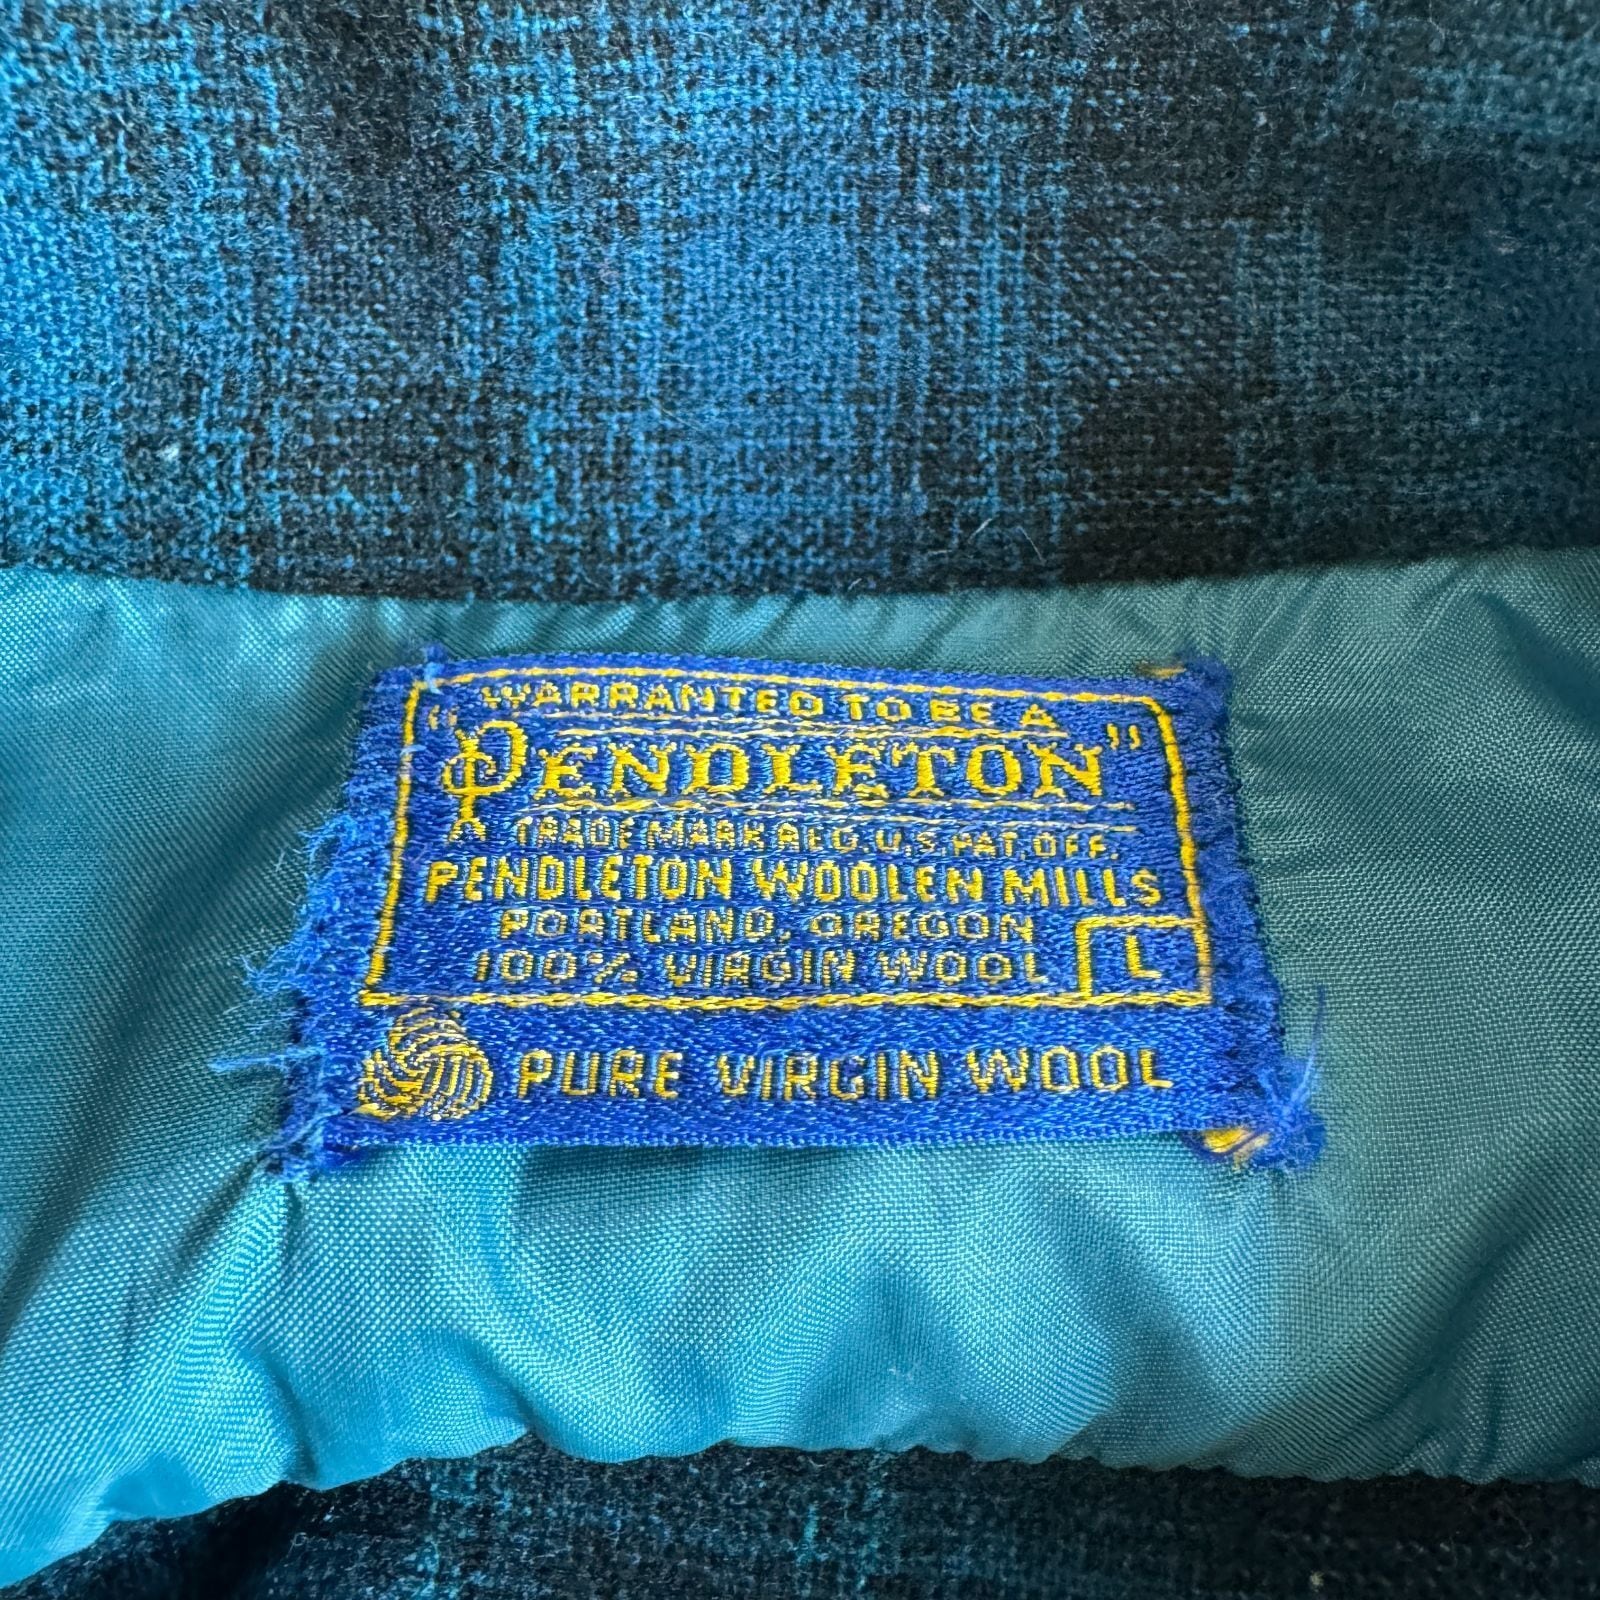 WARRANTED TO BE A
"PENDLETON"
TRADE MARK REG. U.S. PAT. OFF.
PENDLETON WOOLEN MILLS
PORTLAND, OREGON
100% VIRGIN WOOL L
PURE VIRGIN WOOL